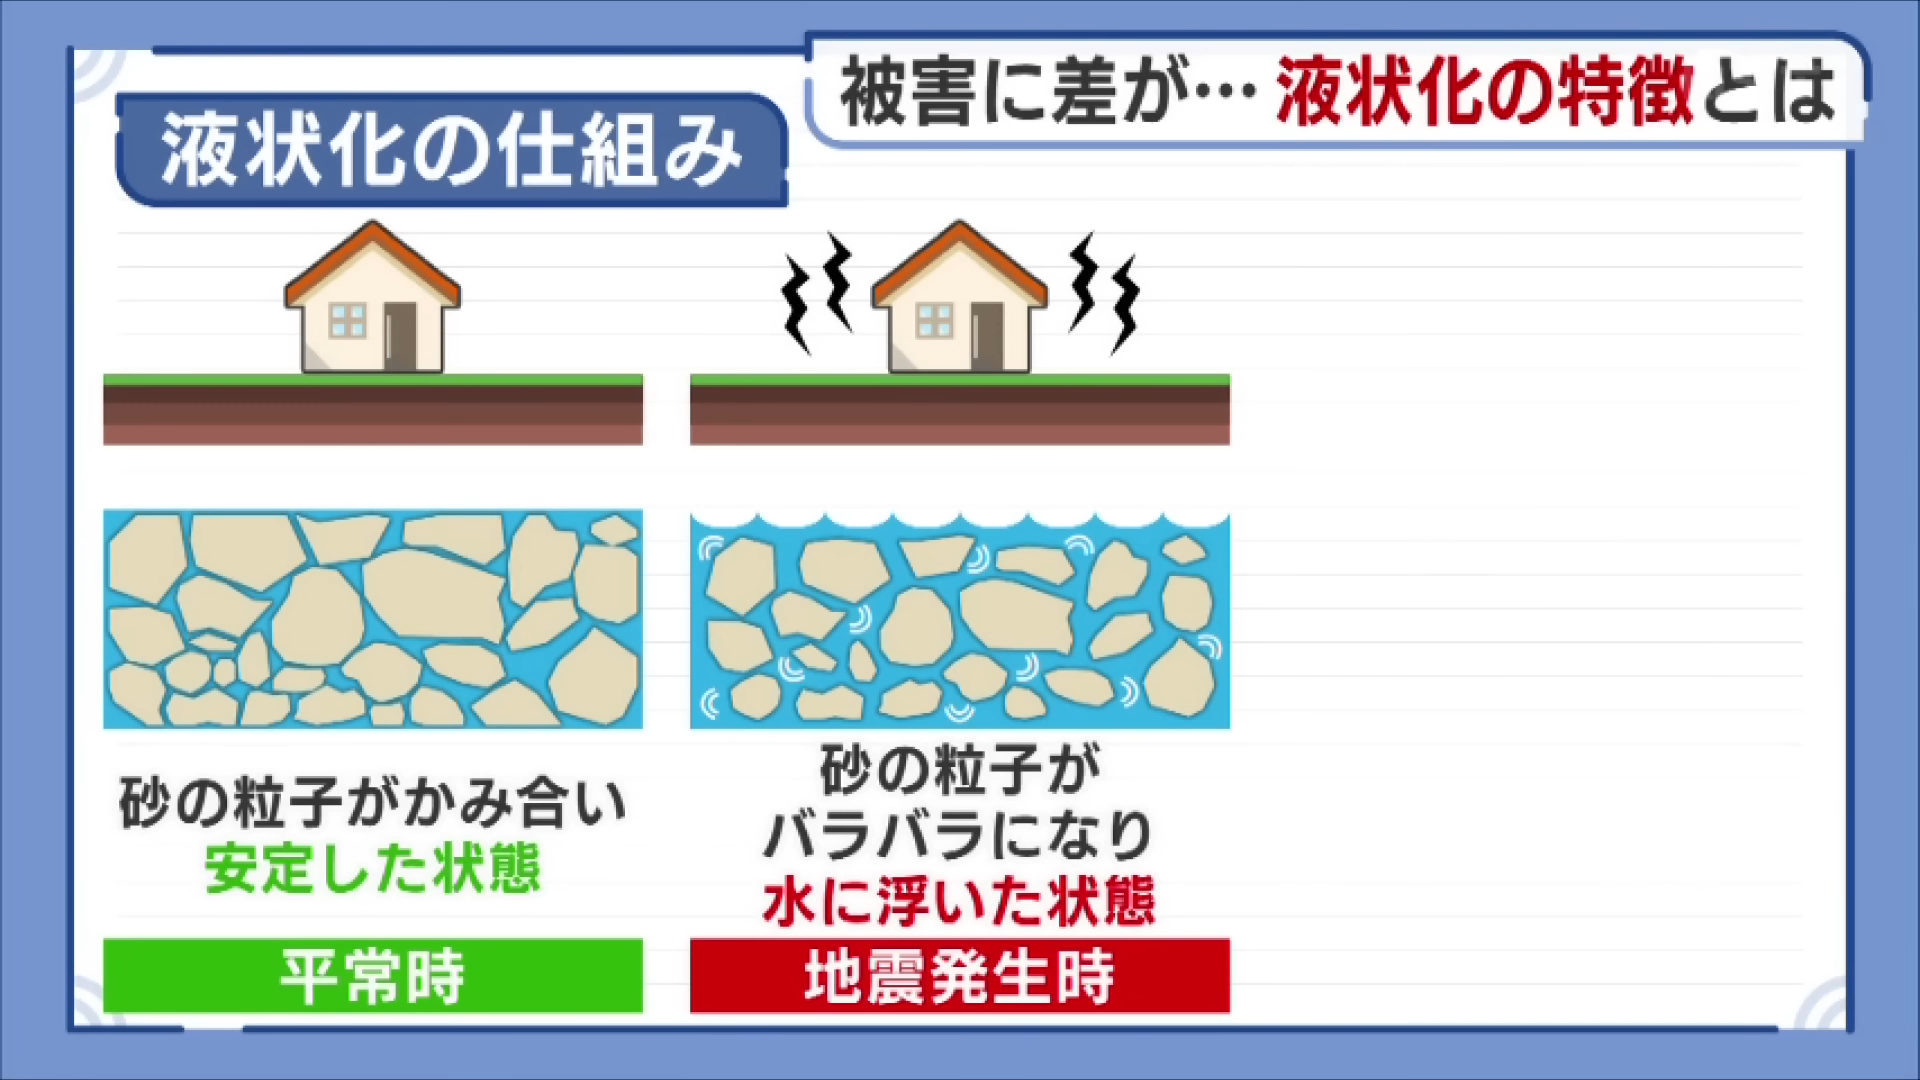 被害に差が…液状化の特徴とは
液状化の仕組み
砂の粒子がかみ合い
安定した状態
平常時
砂の粒子が
バラバラになり
水に浮いた状態
地震発生時